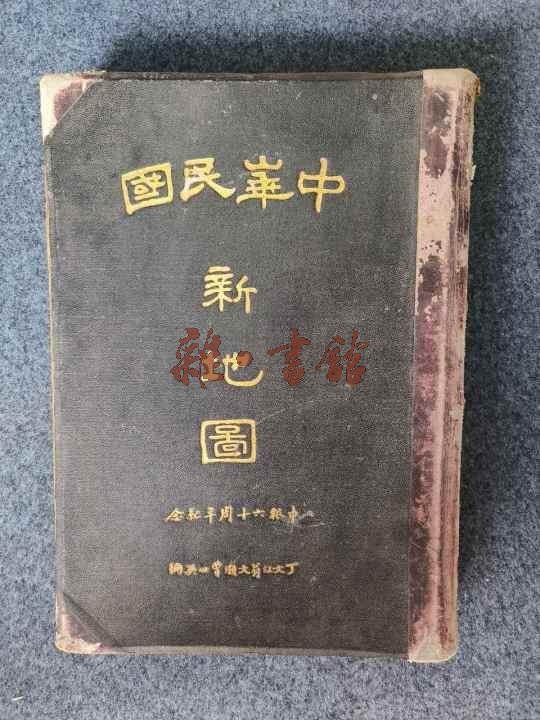 中華民國
新地圖
申報六十周年紀念
丁文江翁文灝曾世英編
雜書館